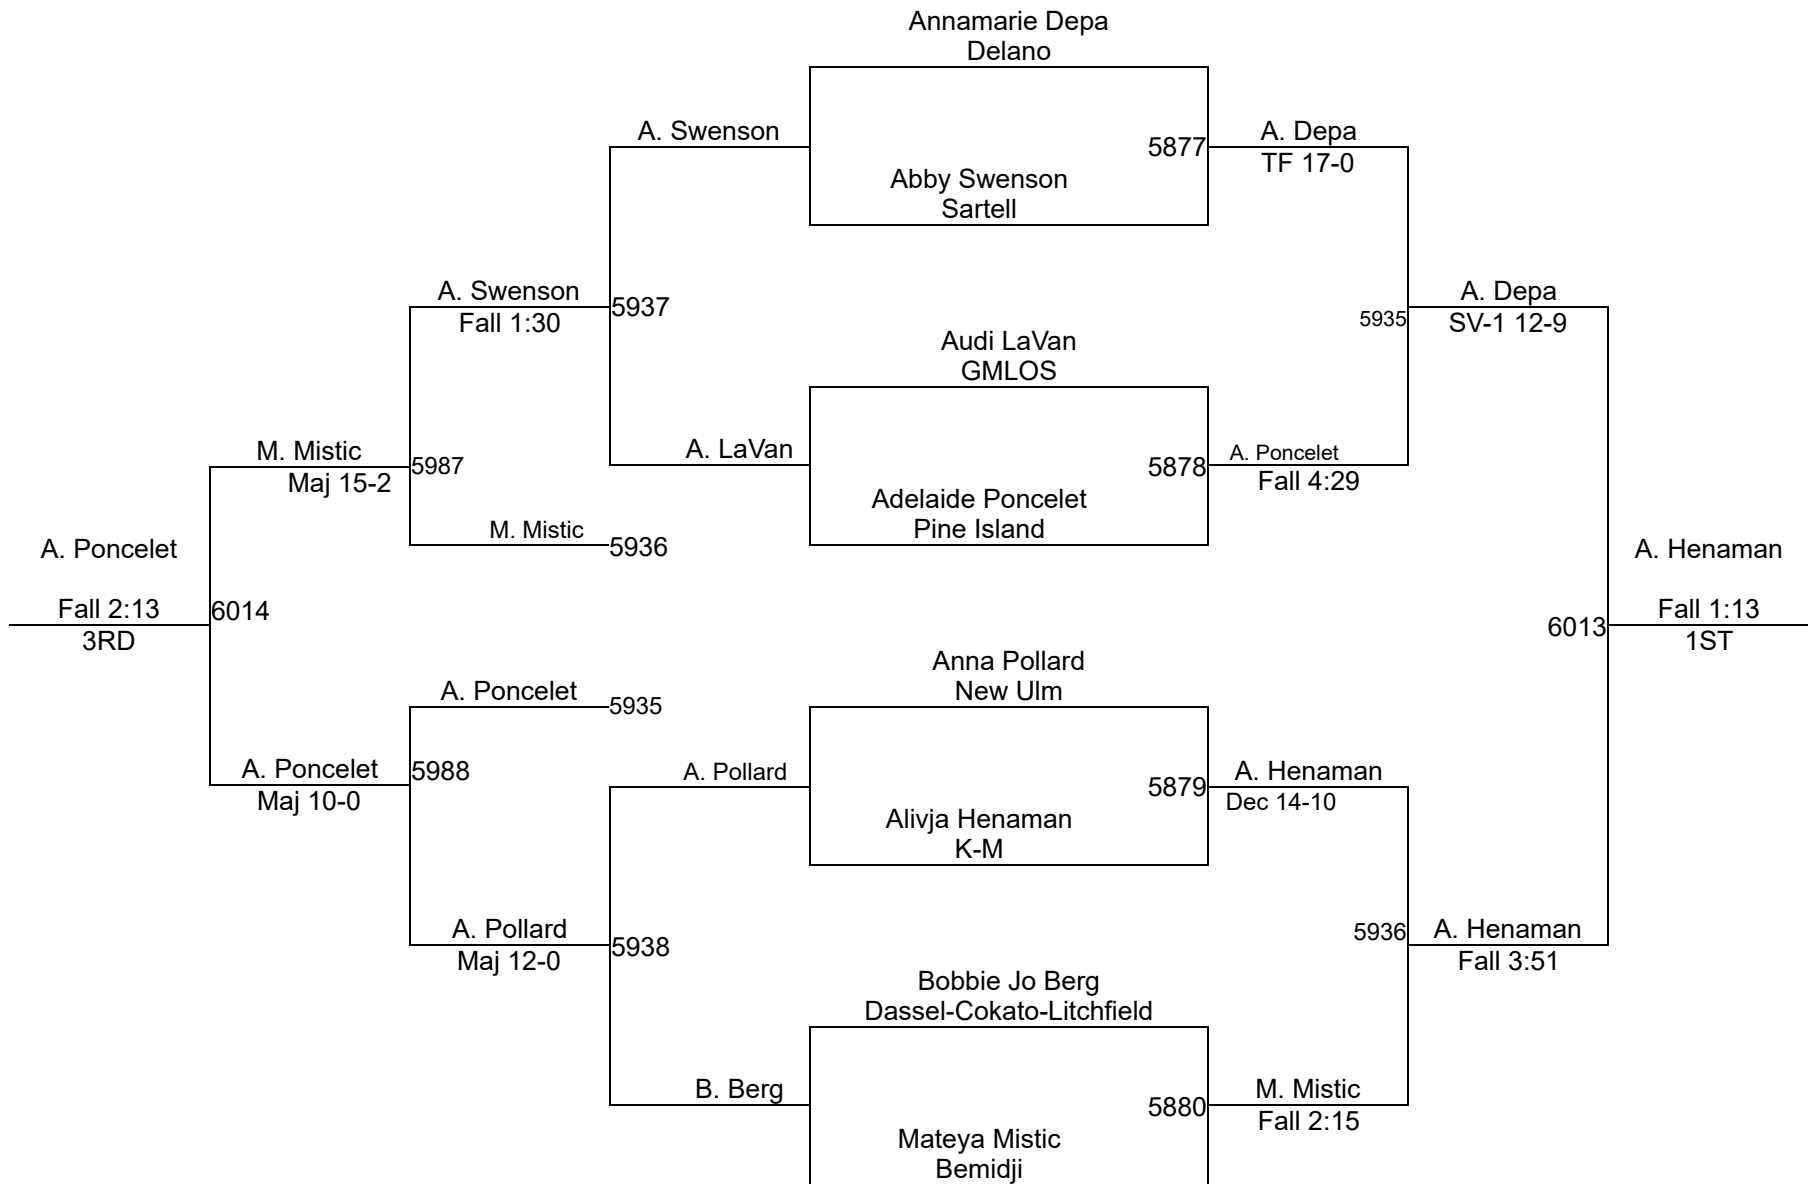 Annamarie Depa
Delano
A. Swenson
5877
A. Depa
TF 17-0
Abby Swenson
Sartell
A. Swenson
Fall 1:30
5937
5935
A. Depa
SV-1 12-9
Audi LaVan
GMLOS
M. Mistic
Maj 15-2
5987
A. LaVan
5878
A. Poncelet
Fall 4:29
Adelaide Poncelet
Pine Island
M. Mistic
5936
A. Poncelet
Fall 2:13
3RD
6014
A. Henaman
6013
Fall 1:13
1ST
Anna Pollard
New Ulm
A. Poncelet
5935
A. Poncelet
Maj 10-0
5988
A. Pollard
5879
A. Henaman
Dec 14-10
Alivja Henaman
K-M
A. Pollard
Maj 12-0
5938
5936
A. Henaman
Fall 3:51
Bobbie Jo Berg
Dassel-Cokato-Litchfield
B. Berg
5880
M. Mistic
Fall 2:15
Mateya Mistic
Bemidji